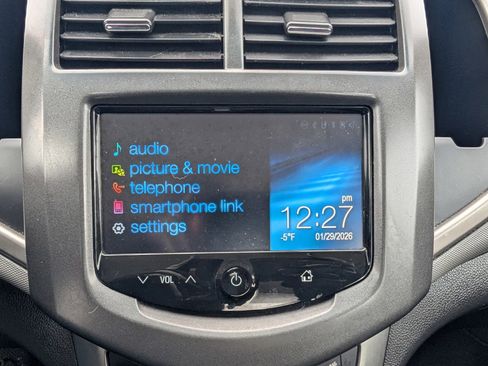 audio
picture & movie
telephone
smartphone link
settings
pm
12:27
-5°F 01/29/2026
VOL